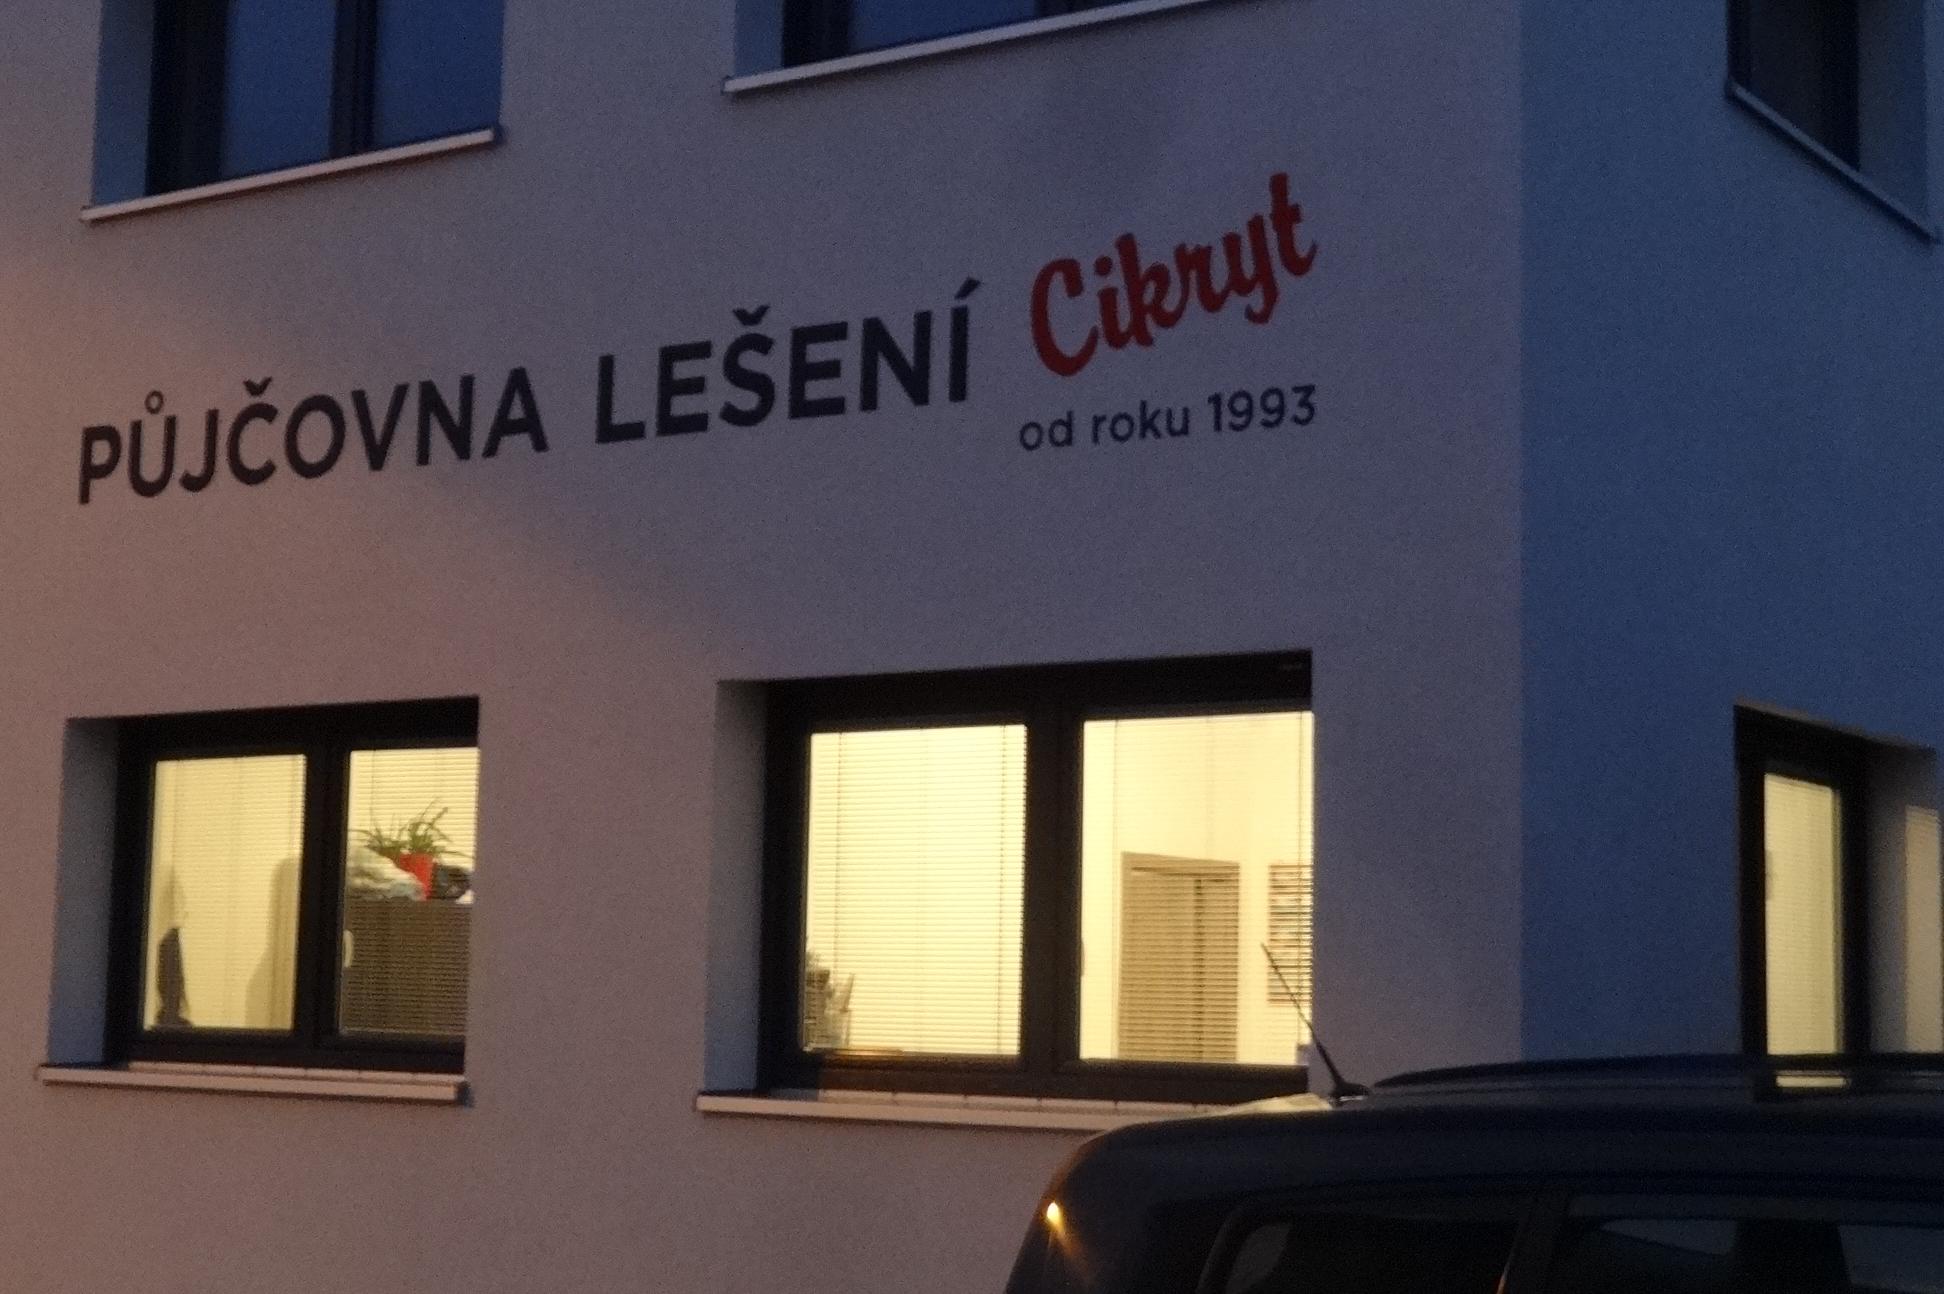 PŮJČOVNA LEŠENÍ Cikryt
od roku 1993